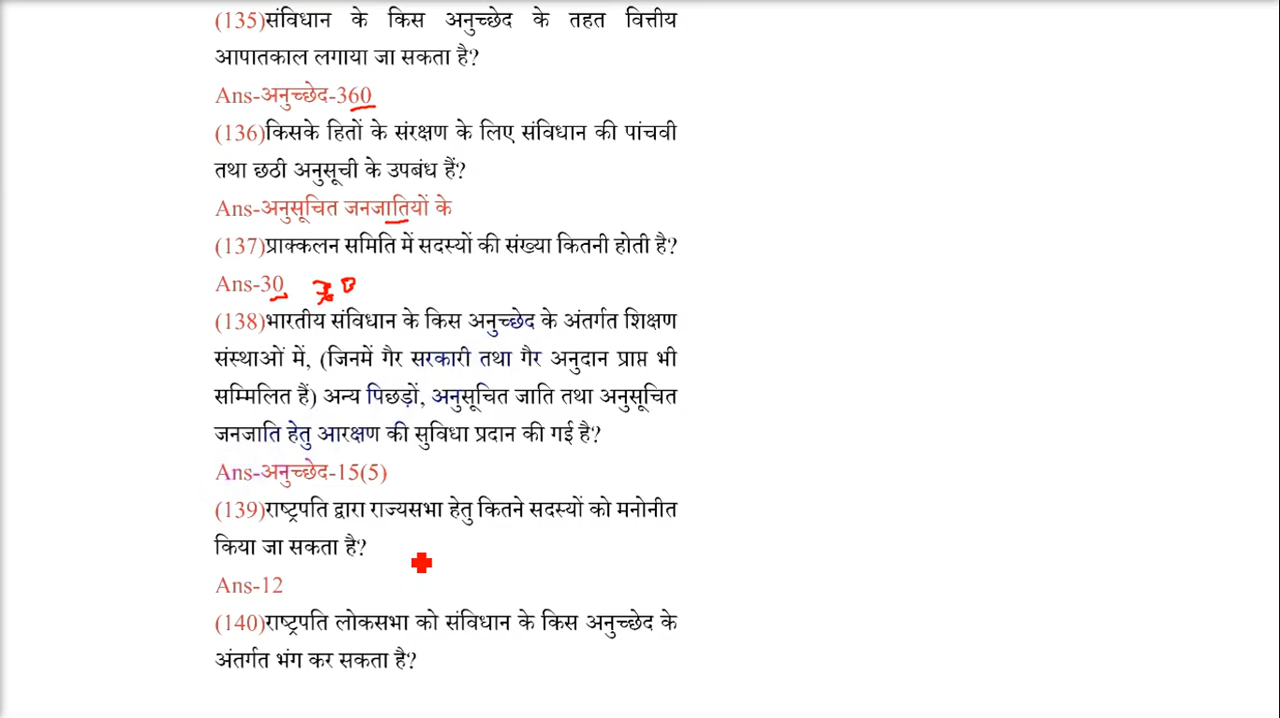 (135)संविधान के किस अनुच्छेद के तहत वित्तीय
आपातकाल लगाया जा सकता है?
Ans-अनुच्छेद-360
(136)किसके हितों के संरक्षण के लिए संविधान की पांचवी
तथा छठी अनुसूची के उपबंध हैं?
Ans-अनुसूचित जनजातियों के
(137)प्राक्कलन समिति में सदस्यों की संख्या कितनी होती है?
Ans-30
(138)भारतीय संविधान के किस अनुच्छेद के अंतर्गत शिक्षण
संस्थाओं में, (जिनमें गैर सरकारी तथा गैर अनुदान प्राप्त भी
सम्मिलित हैं) अन्य पिछड़ों, अनुसूचित जाति तथा अनुसूचित
जनजाति हेतु आरक्षण की सुविधा प्रदान की गई है?
Ans-अनुच्छेद-15(5)
(139)राष्ट्रपति द्वारा राज्यसभा हेतु कितने सदस्यों को मनोनीत
किया जा सकता है?
Ans-12
(140)राष्ट्रपति लोकसभा को संविधान के किस अनुच्छेद के
अंतर्गत भंग कर सकता है?